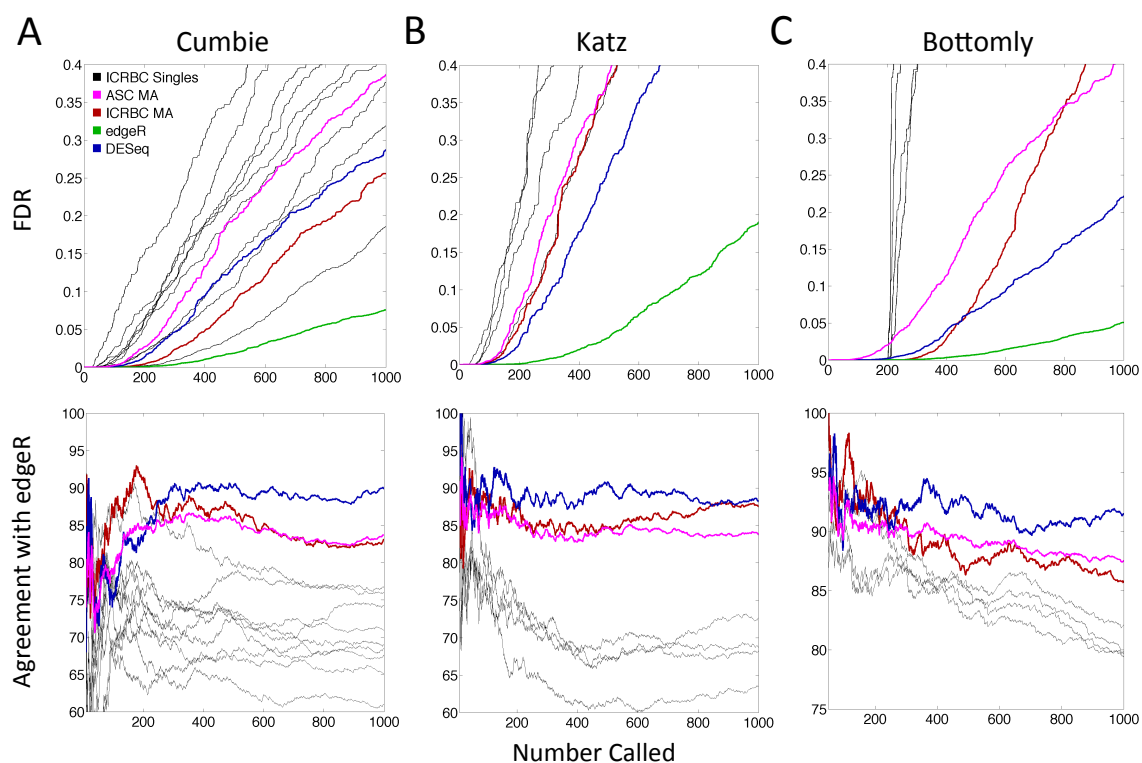 A
Cumbie
B
Katz
C
Bottomly
FDR
0.4
0.35
0.3
0.25
0.2
0.15
0.1
0.05
0
ICRBC Singles
ASC MA
ICRBC MA
edgeR
DESeq
0 200 400 600 800 1000
0.4
0.35
0.3
0.25
0.2
0.15
0.1
0.05
0
0 200 400 600 800 1000
0.4
0.35
0.3
0.25
0.2
0.15
0.1
0.05
0
0 200 400 600 800 1000
Agreement with edgeR
100
95
90
85
80
75
70
65
60
200 400 600 800 1000
100
95
90
85
80
75
70
65
60
200 400 600 800 1000
100
95
90
85
80
75
200 400 600 800 1000
Number Called